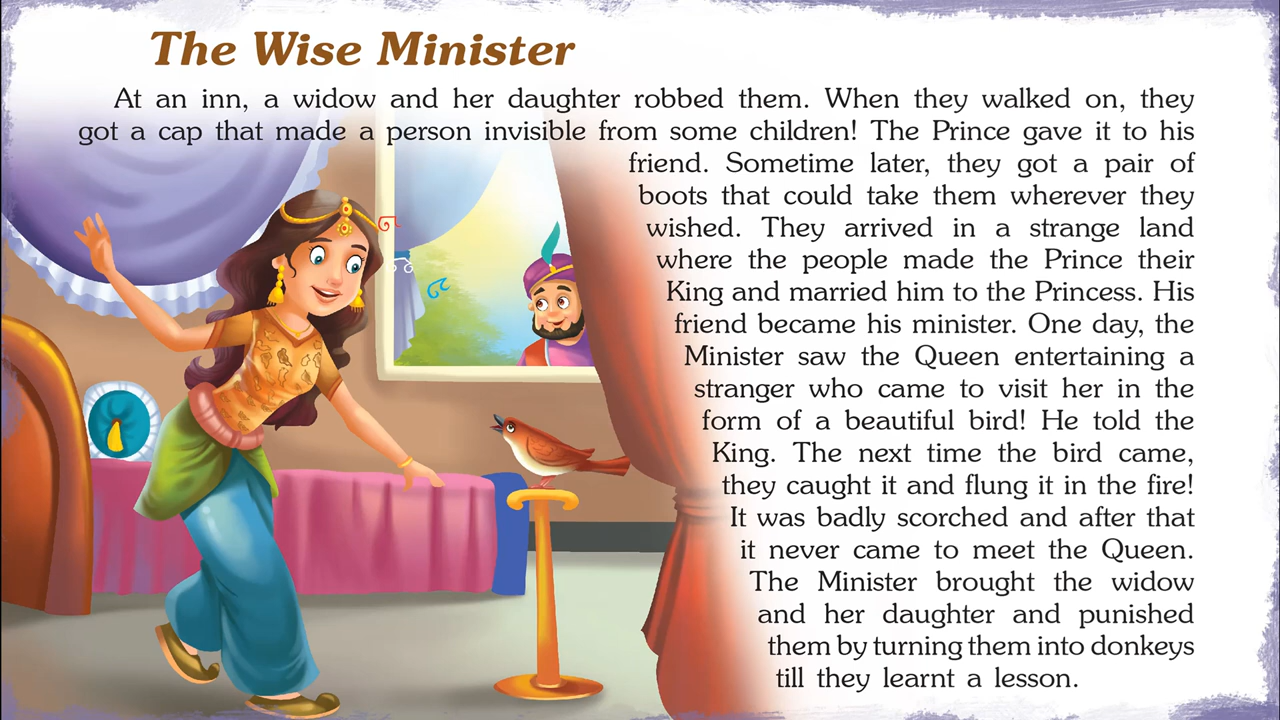 The Wise Minister
At an inn, a widow and her daughter robbed them. When they walked on, they
got a cap that made a person invisible from some children! The Prince gave it to his
friend. Sometime later, they got a pair of
boots that could take them wherever they
wished. They arrived in a strange land
where the people made the Prince their
King and married him to the Princess. His
friend became his minister. One day, the
Minister saw the Queen entertaining a
stranger who came to visit her in the
form of a beautiful bird! He told the
King. The next time the bird came,
they caught it and flung it in the fire!
It was badly scorched and after that
it never came to meet the Queen.
The Minister brought the widow
and her daughter and punished
them by turning them into donkeys
till they learnt a lesson.